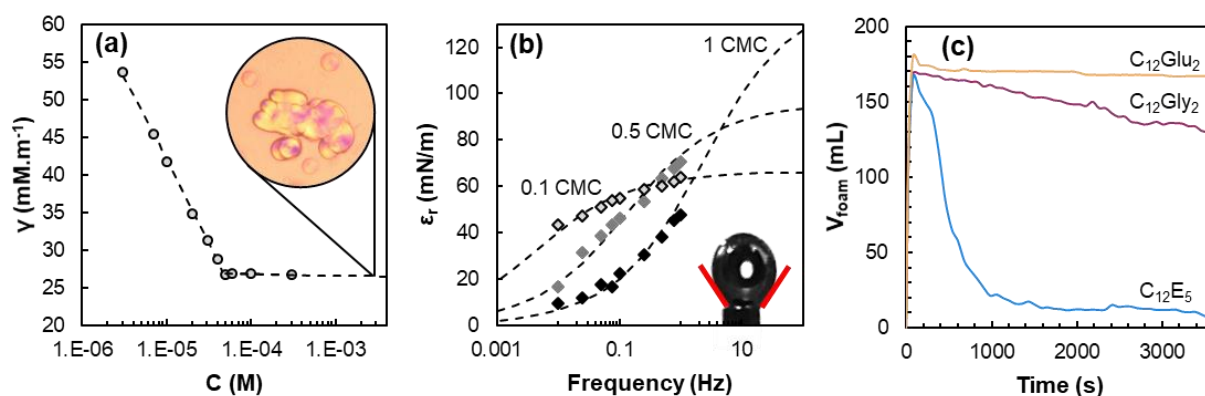 (a)
γ (mM.m⁻¹)
60
55
50
45
40
35
30
25
20
1.E-06 1.E-05 1.E-04 1.E-03
C (M)
(b)
εr (mN/m)
120
100
80
60
40
20
0
1 CMC
0.5 CMC
0.1 CMC
0.001 0.1 10
Frequency (Hz)
(c)
Vfoam (mL)
200
150
100
50
0
C₁₂Glu₂
C₁₂Gly₂
C₁₂E₅
0 1000 2000 3000
Time (s)